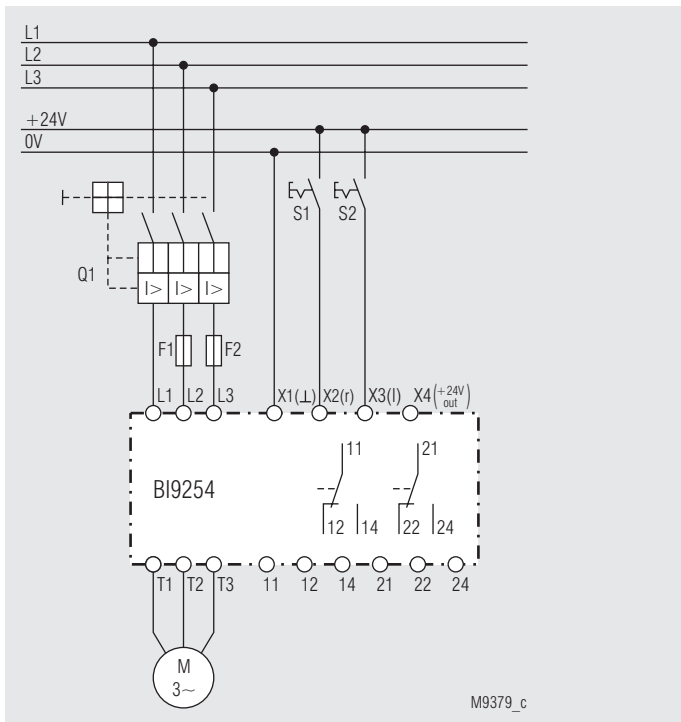 L1
L2
L3
+24V
0V
S1 S2
Q1
I> I> I>
F1 F2
L1 L2 L3 X1(⊥) X2(r) X3(l) X4(+24V out)
11 21
BI9254
12 14 22 24
T1 T2 T3 11 12 14 21 22 24
M
3~
M9379_c